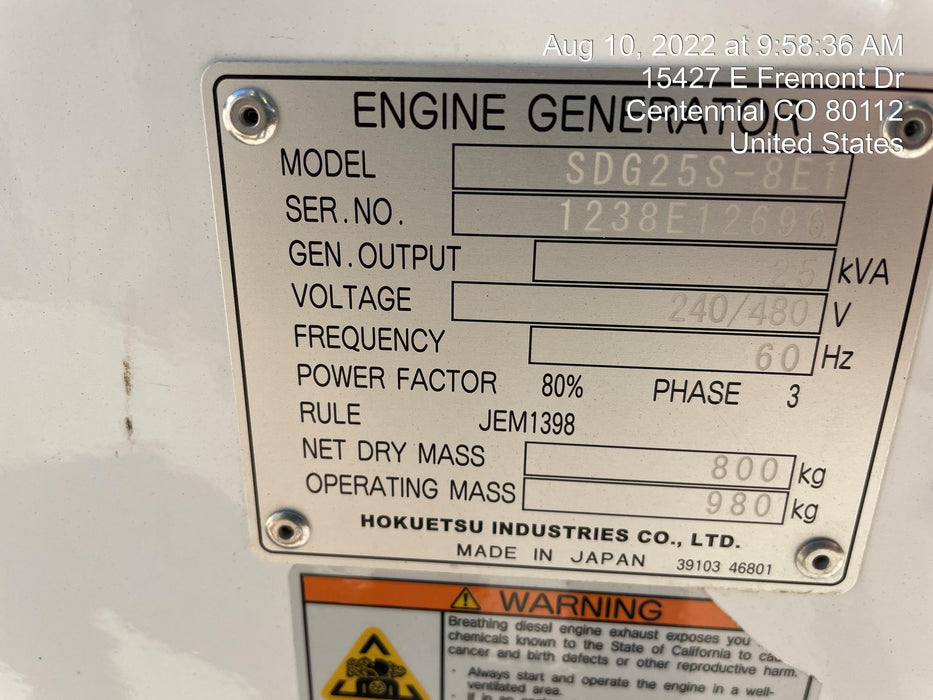 Aug 10, 2022 at 9:58:36 AM
15427 E Fremont Dr
Centennial CO 80112
United States
ENGINE GENERATOR
MODEL SDG25S-8E1
SER.NO.
GEN.OUTPUT 25 kVA
VOLTAGE 240/480 V
FREQUENCY 60 Hz
POWER FACTOR 80% PHASE 3
RULE JEM1398
NET DRY MASS 800 kg
OPERATING MASS 980 kg
HOKUETSU INDUSTRIES CO., LTD.
MADE IN JAPAN 39103 46801
WARNING
Breathing diesel engine exhaust exposes you
chemicals known to the State of California to
cancer and birth defects or other reproductive harm.
· Always start and operate the engine in a well-
ventilated area.